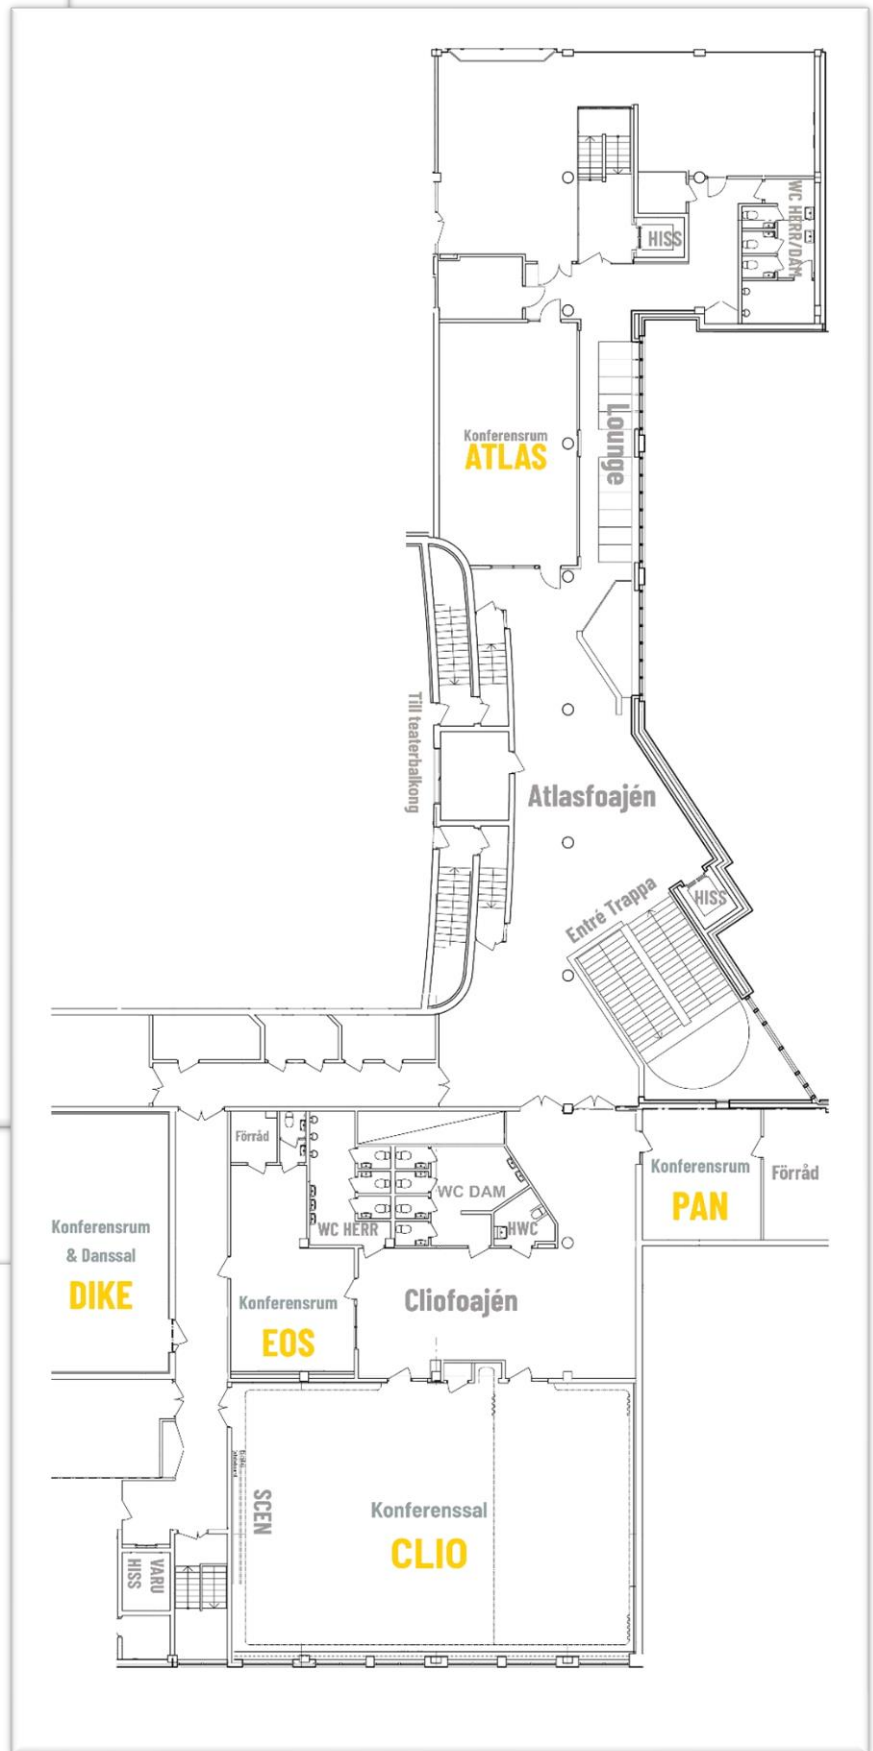 HISS
WC HERR/DAM
Konferensrum
ATLAS
Lounge
Till teaterbalkong
Atlasfoajén
HISS
Entré Trappa
Förråd
WC HERR
WC DAM
HWC
Konferensrum
PAN
Förråd
Konferensrum
& Danssal
DIKE
Konferensrum
EOS
Cliofoajén
SCEN
Konferenssal
CLIO
VARU
HISS